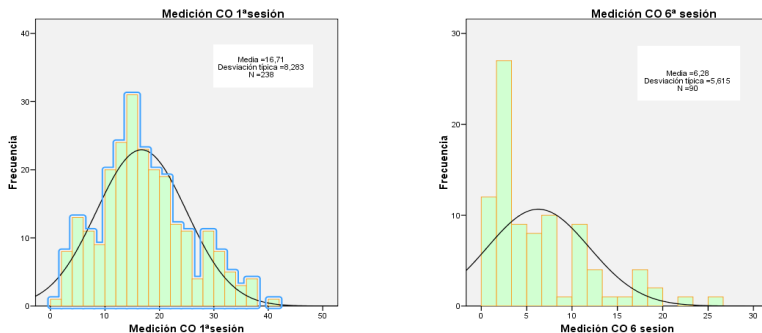 Medición CO 1ªsesión
40
30
20
10
0
Frecuencia
Media =16,71
Desviación típica =8,283
N =238
0 10 20 30 40 50
Medición CO 1ªsesión
Medición CO 6ª sesión
30
20
10
0
Frecuencia
Media =6,28
Desviación típica =5,615
N =90
0 5 10 15 20 25 30
Medición CO 6 sesion